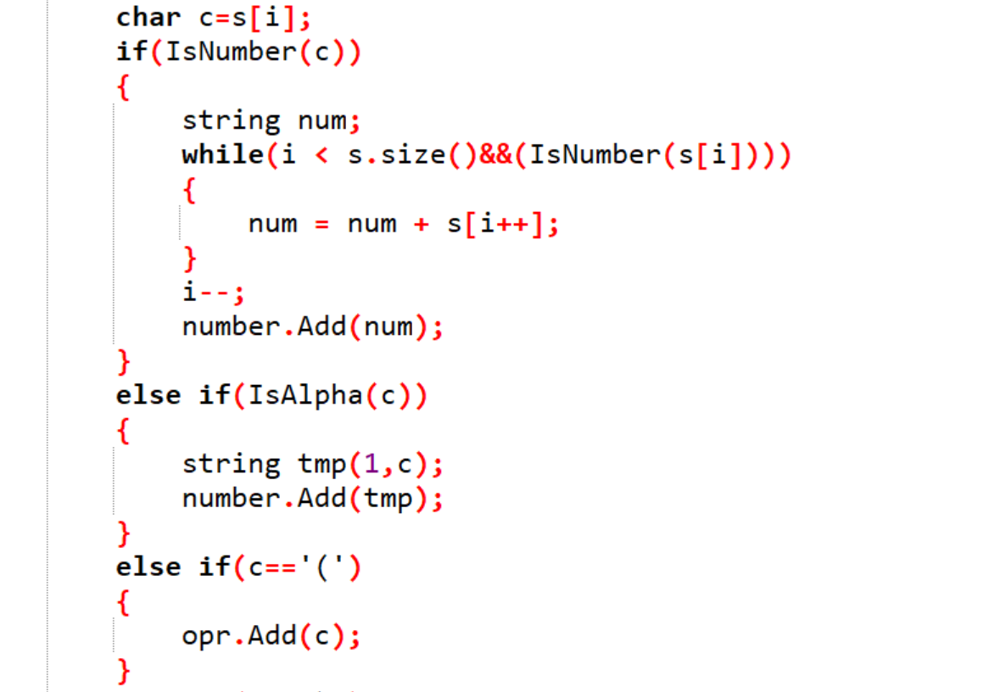 char c=s[i];
if(IsNumber(c))
{
string num;
while(i < s.size()&&(IsNumber(s[i])))
{
num = num + s[i++];
}
i--;
number.Add(num);
}
else if(IsAlpha(c))
{
string tmp(1,c);
number.Add(tmp);
}
else if(c=='(')
{
opr.Add(c);
}